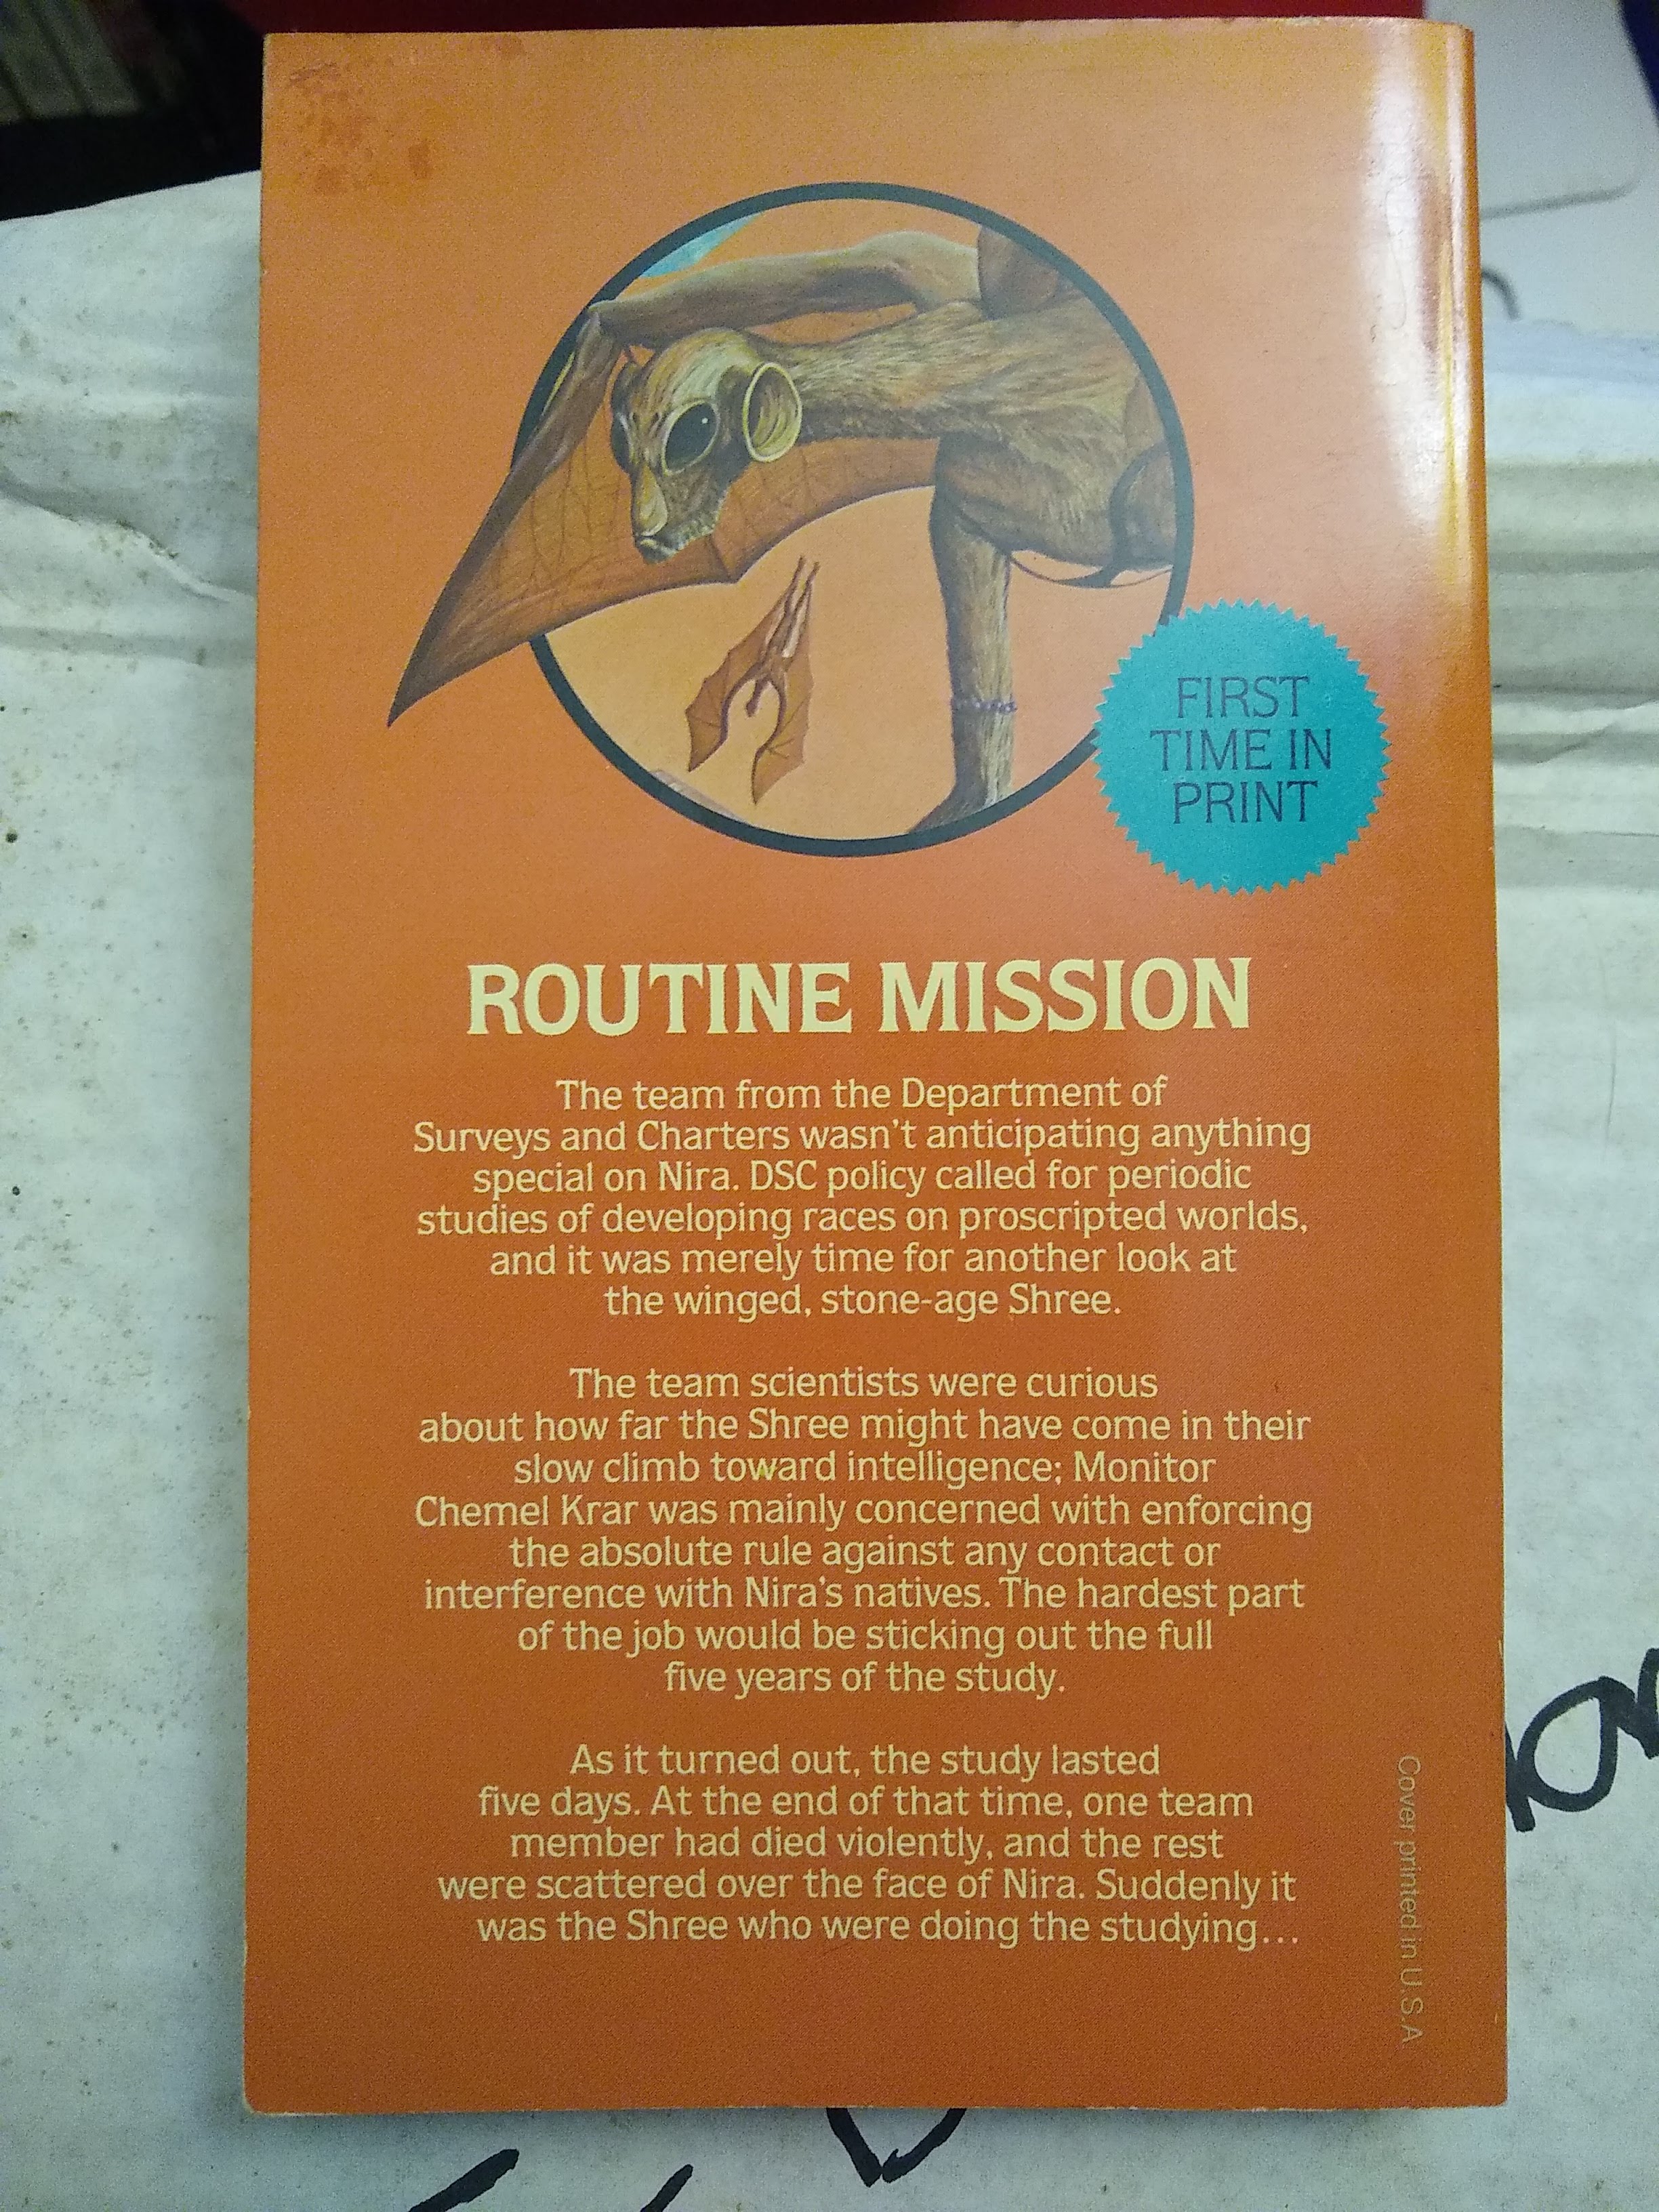 FIRST
TIME IN
PRINT
ROUTINE MISSION
The team from the Department of
Surveys and Charters wasn't anticipating anything
special on Nira. DSC policy called for periodic
studies of developing races on proscripted worlds,
and it was merely time for another look at
the winged, stone-age Shree.
The team scientists were curious
about how far the Shree might have come in their
slow climb toward intelligence; Monitor
Chemel Krar was mainly concerned with enforcing
the absolute rule against any contact or
interference with Nira's natives. The hardest part
of the job would be sticking out the full
five years of the study.
As it turned out, the study lasted
five days. At the end of that time, one team
member had died violently, and the rest
were scattered over the face of Nira. Suddenly it
was the Shree who were doing the studying...
Cover printed in U.S.A